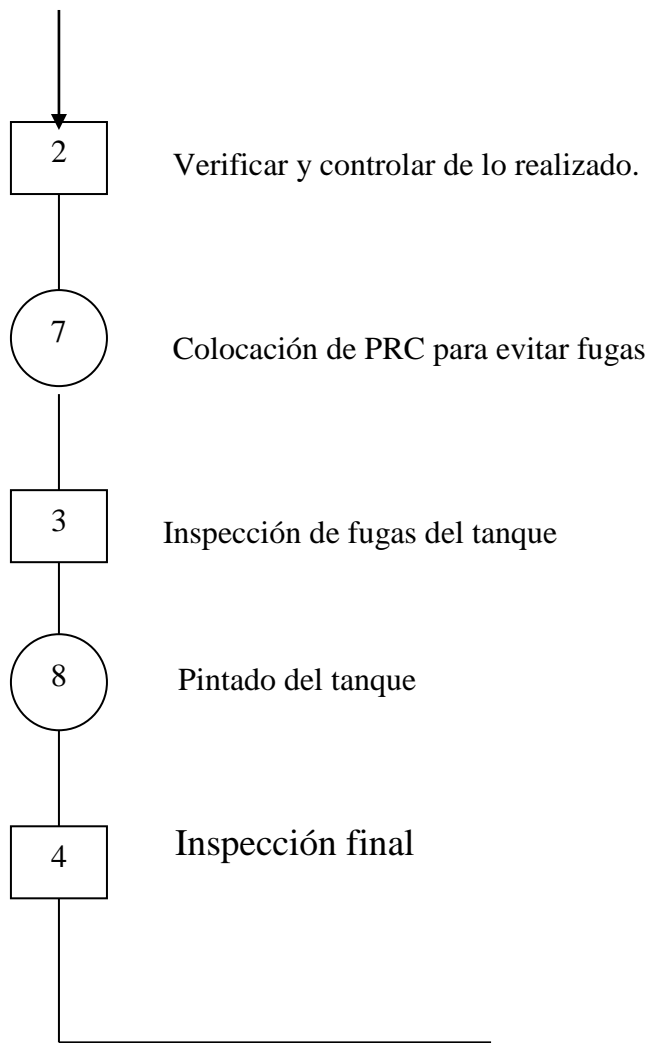 2
Verificar y controlar de lo realizado.
7
Colocación de PRC para evitar fugas
3
Inspección de fugas del tanque
8
Pintado del tanque
4
Inspección final